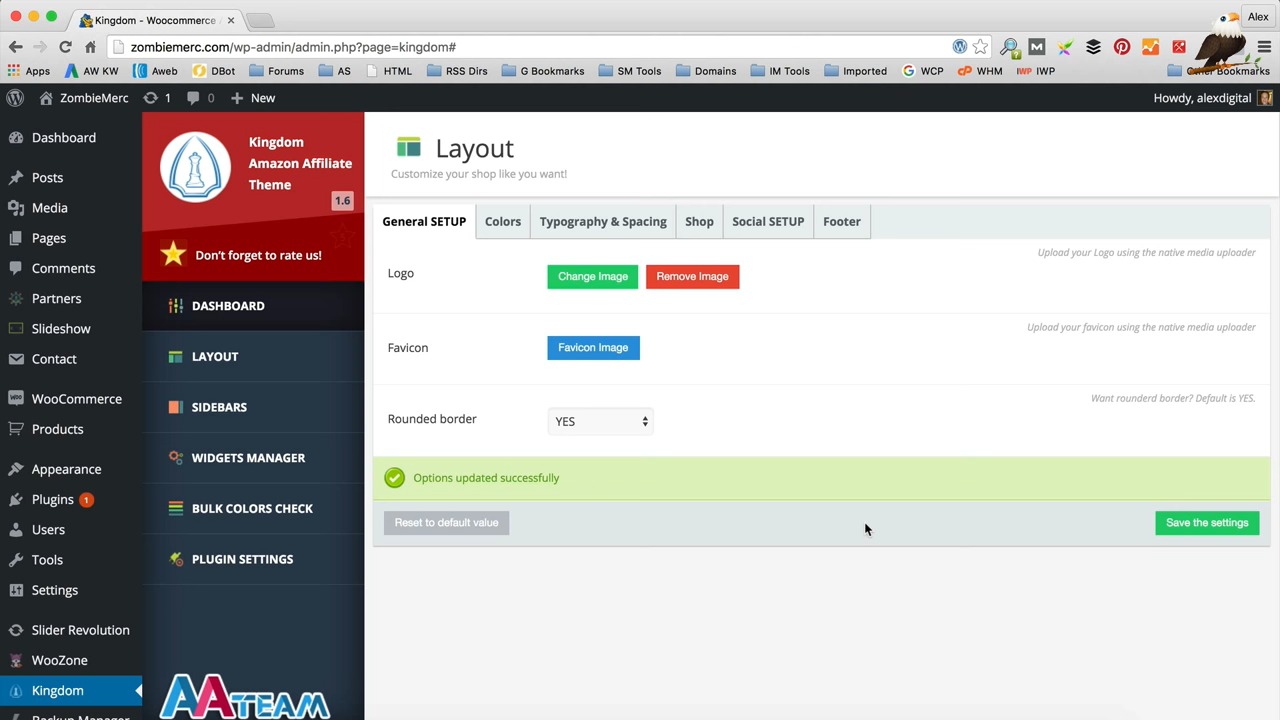 Kingdom - Woocommerce
Alex
zombiemerc.com/wp-admin/admin.php?page=kingdom#
Apps
AW KW
Aweb
DBot
Forums
AS
HTML
RSS Dirs
G Bookmarks
SM Tools
Domains
IM Tools
Imported
WCP
WHM
IWP
Other Bookmarks
ZombieMerc
1
0
New
Howdy, alexdigital
Dashboard
Posts
Media
Pages
Comments
Partners
Slideshow
Contact
WooCommerce
Products
Appearance
Plugins 1
Users
Tools
Settings
Slider Revolution
WooZone
Kingdom
Backup Manager
Kingdom
Amazon Affiliate
Theme
1.6
Don't forget to rate us!
DASHBOARD
LAYOUT
SIDEBARS
WIDGETS MANAGER
BULK COLORS CHECK
PLUGIN SETTINGS
AATEAM
Layout
Customize your shop like you want!
General SETUP
Colors
Typography & Spacing
Shop
Social SETUP
Footer
Upload your Logo using the native media uploader
Logo
Change Image
Remove Image
Upload your favicon using the native media uploader
Favicon
Favicon Image
Want rounderd border? Default is YES.
Rounded border
YES
Options updated successfully
Reset to default value
Save the settings